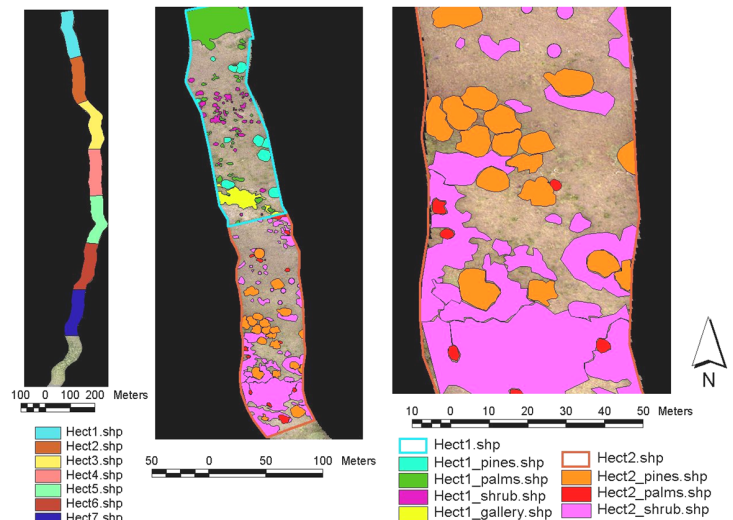 100 0 100 200 Meters
Hect1.shp
Hect2.shp
Hect3.shp
Hect4.shp
Hect5.shp
Hect6.shp
Hect7.shp
50 0 50 100 Meters
10 0 10 20 30 40 50 Meters
N
Hect1.shp
Hect1_pines.shp
Hect1_palms.shp
Hect1_shrub.shp
Hect1_gallery.shp
Hect2.shp
Hect2_pines.shp
Hect2_palms.shp
Hect2_shrub.shp